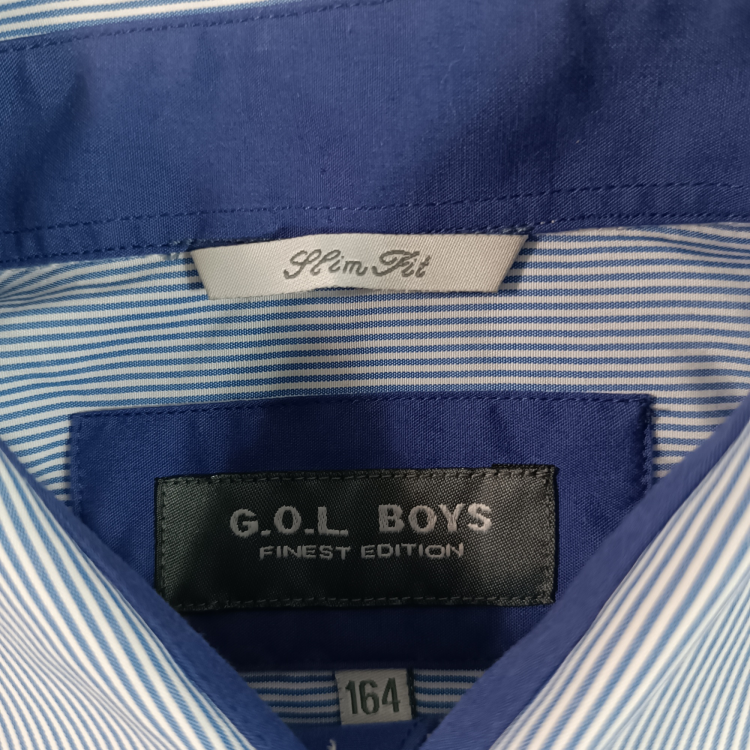 Slim Fit
G.O.L. BOYS
FINEST EDITION
164